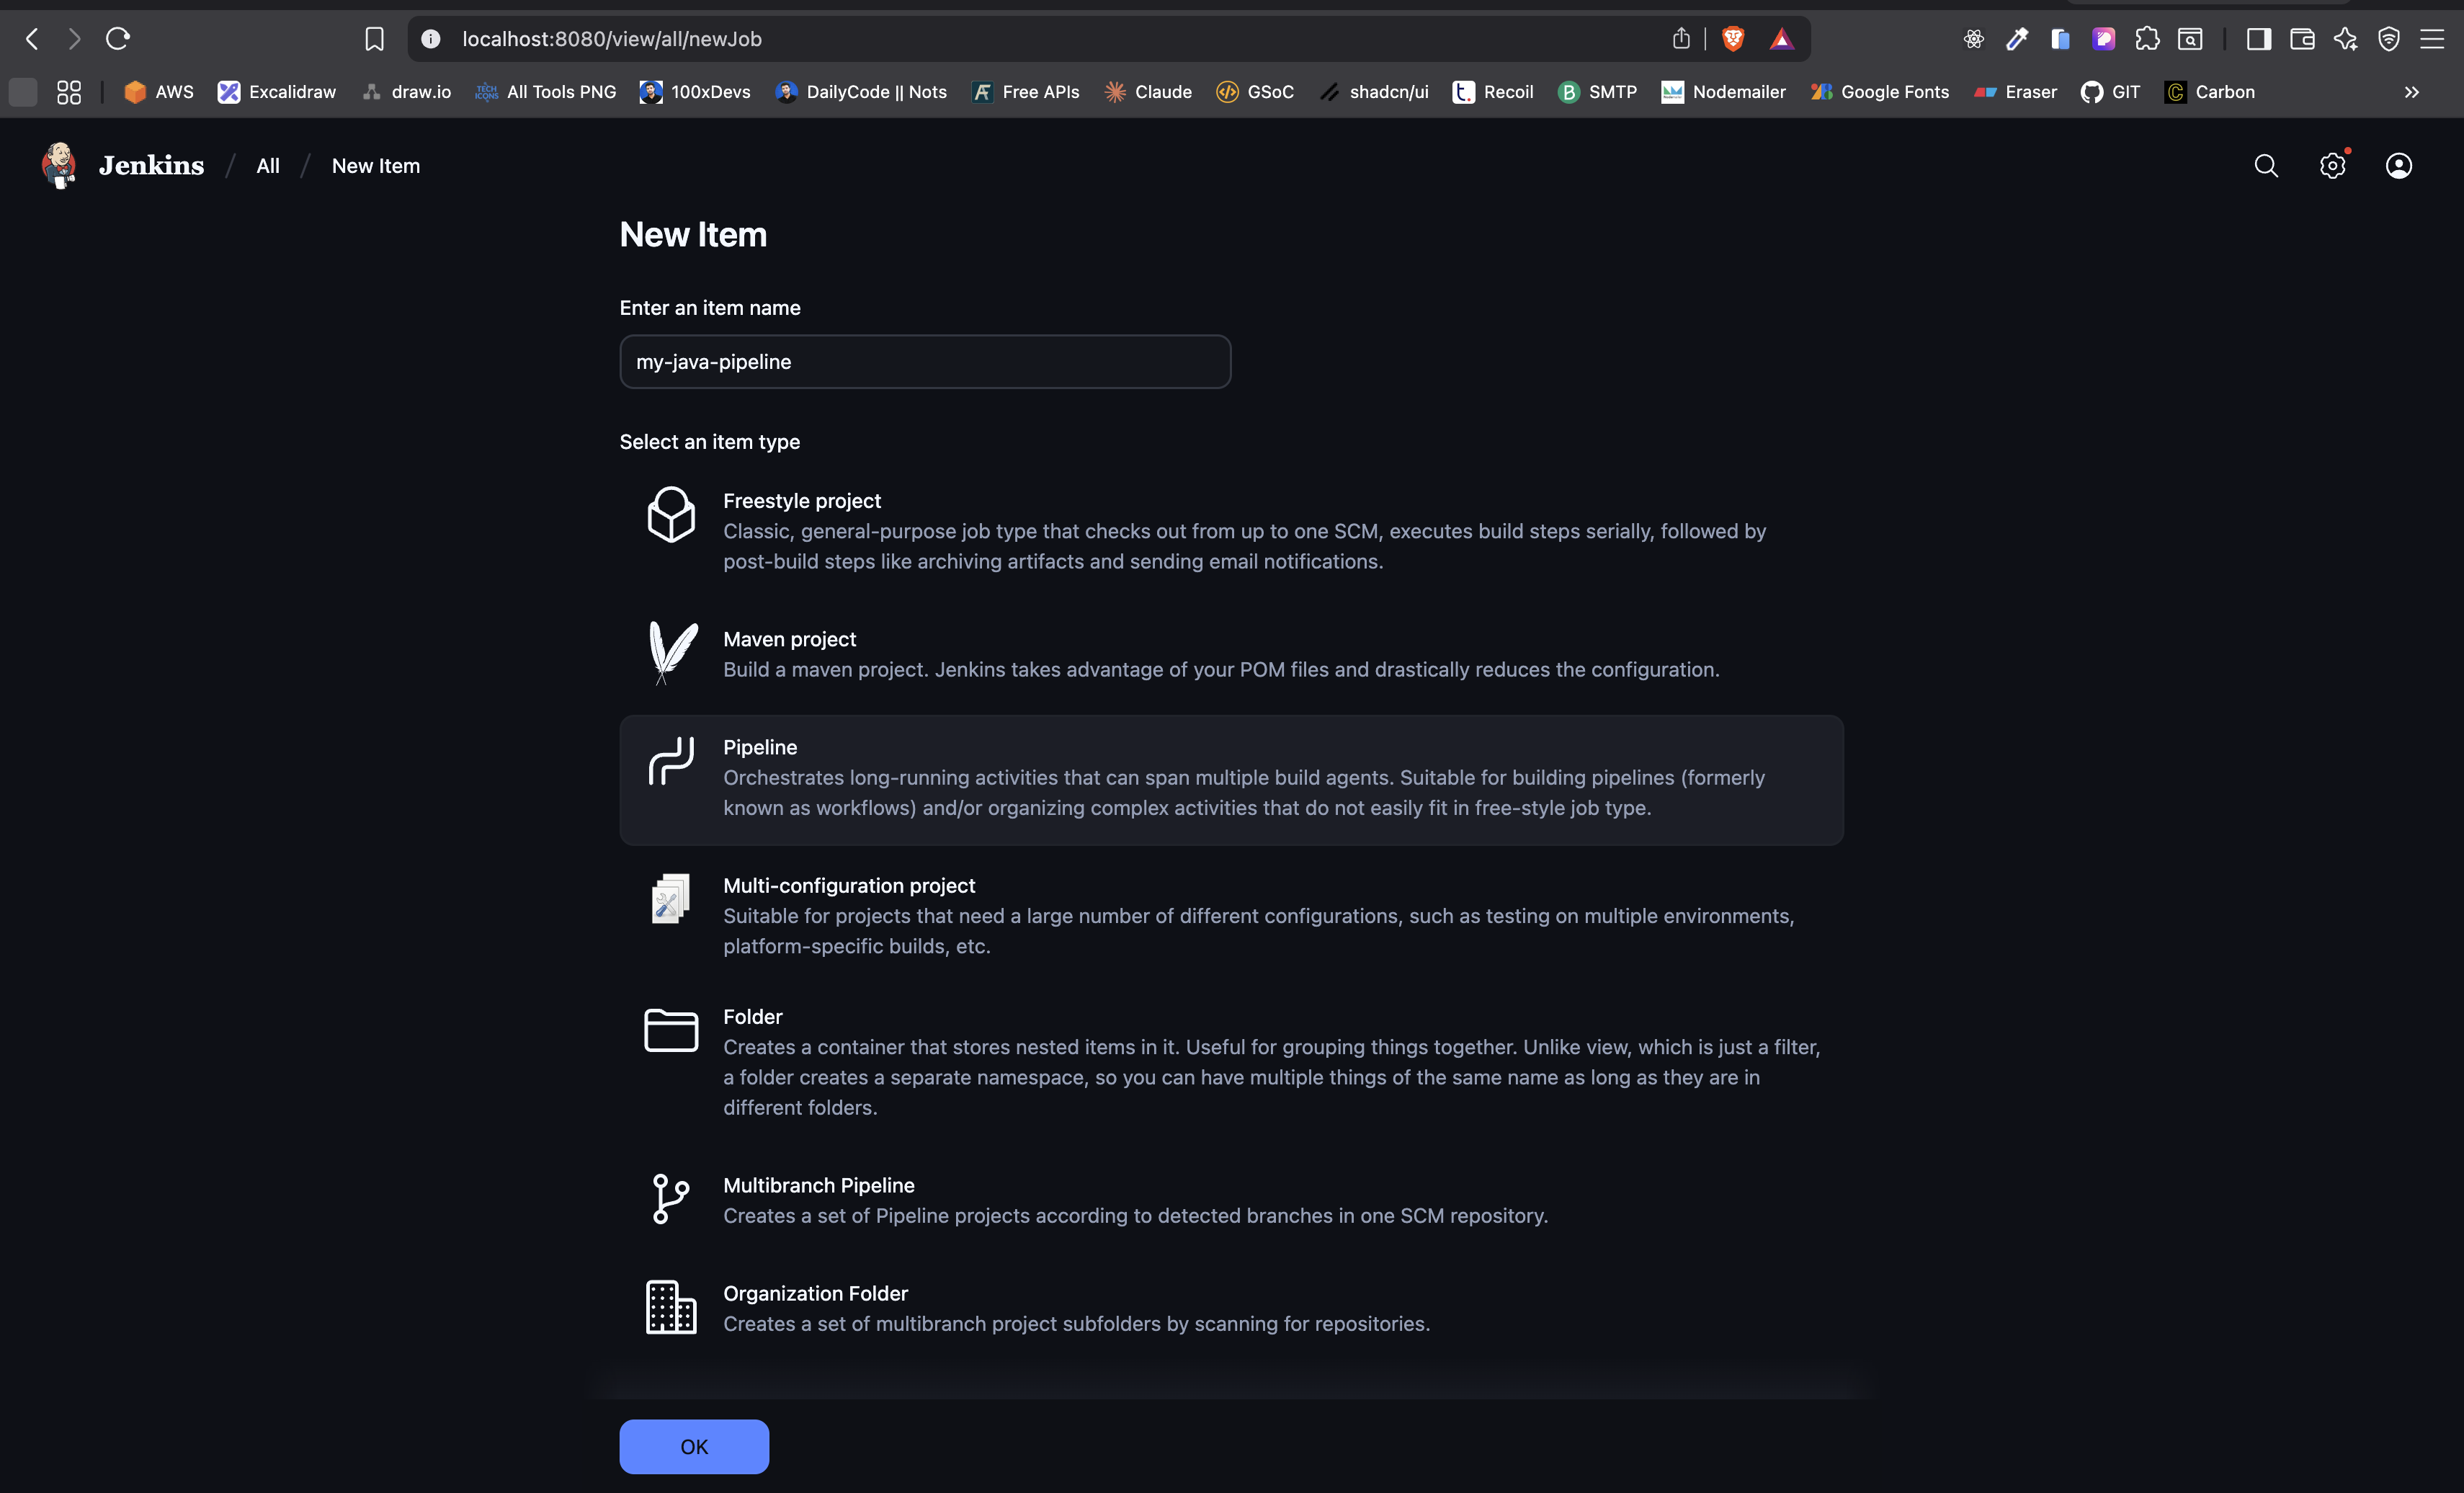 localhost:8080/view/all/newJob
AWS Excalidraw draw.io TECH ICONS All Tools PNG 100xDevs DailyCode || Nots Free APIs Claude GSoC shadcn/ui Recoil SMTP Nodemailer Google Fonts Eraser GIT Carbon
Jenkins / All / New Item
New Item
Enter an item name
my-java-pipeline
Select an item type
Freestyle project
Classic, general-purpose job type that checks out from up to one SCM, executes build steps serially, followed by
post-build steps like archiving artifacts and sending email notifications.
Maven project
Build a maven project. Jenkins takes advantage of your POM files and drastically reduces the configuration.
Pipeline
Orchestrates long-running activities that can span multiple build agents. Suitable for building pipelines (formerly
known as workflows) and/or organizing complex activities that do not easily fit in free-style job type.
Multi-configuration project
Suitable for projects that need a large number of different configurations, such as testing on multiple environments,
platform-specific builds, etc.
Folder
Creates a container that stores nested items in it. Useful for grouping things together. Unlike view, which is just a filter,
a folder creates a separate namespace, so you can have multiple things of the same name as long as they are in
different folders.
Multibranch Pipeline
Creates a set of Pipeline projects according to detected branches in one SCM repository.
Organization Folder
Creates a set of multibranch project subfolders by scanning for repositories.
OK